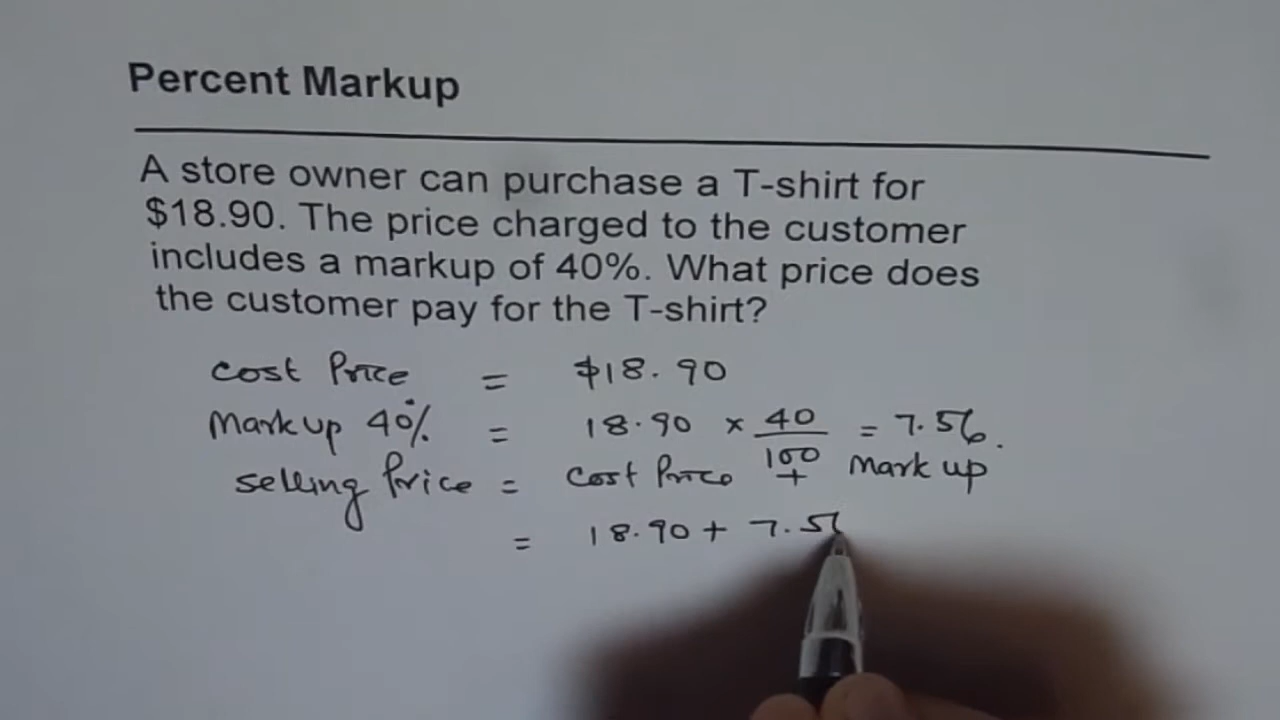 Percent Markup
A store owner can purchase a T-shirt for
$18.90. The price charged to the customer
includes a markup of 40%. What price does
the customer pay for the T-shirt?
cost Price = $18.90
Markup 40% = 18.90 × 40/100 = 7.56.
selling Price = cost Price + Mark up
= 18.90 + 7.5